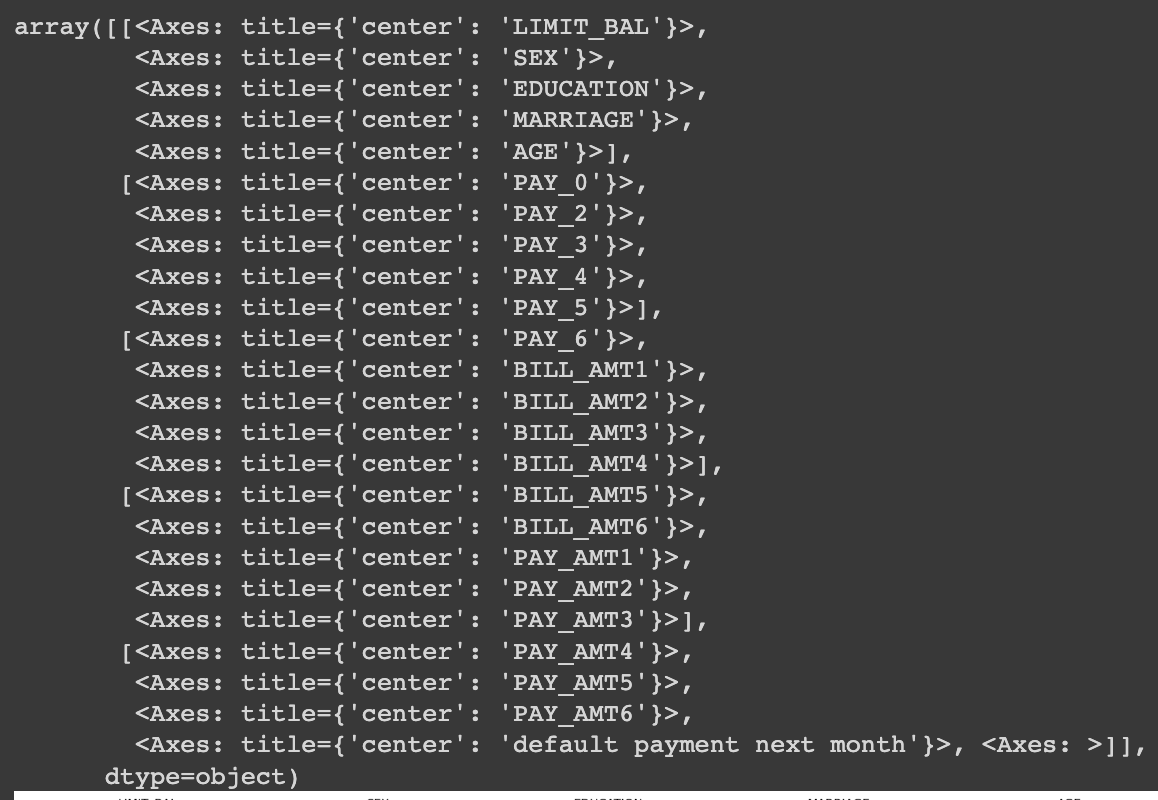 array([[<Axes: title={'center': 'LIMIT_BAL'}>,
        <Axes: title={'center': 'SEX'}>,
        <Axes: title={'center': 'EDUCATION'}>,
        <Axes: title={'center': 'MARRIAGE'}>,
        <Axes: title={'center': 'AGE'}>],
       [<Axes: title={'center': 'PAY_0'}>,
        <Axes: title={'center': 'PAY_2'}>,
        <Axes: title={'center': 'PAY_3'}>,
        <Axes: title={'center': 'PAY_4'}>,
        <Axes: title={'center': 'PAY_5'}>],
       [<Axes: title={'center': 'PAY_6'}>,
        <Axes: title={'center': 'BILL_AMT1'}>,
        <Axes: title={'center': 'BILL_AMT2'}>,
        <Axes: title={'center': 'BILL_AMT3'}>,
        <Axes: title={'center': 'BILL_AMT4'}>],
       [<Axes: title={'center': 'BILL_AMT5'}>,
        <Axes: title={'center': 'BILL_AMT6'}>,
        <Axes: title={'center': 'PAY_AMT1'}>,
        <Axes: title={'center': 'PAY_AMT2'}>,
        <Axes: title={'center': 'PAY_AMT3'}>],
       [<Axes: title={'center': 'PAY_AMT4'}>,
        <Axes: title={'center': 'PAY_AMT5'}>,
        <Axes: title={'center': 'PAY_AMT6'}>,
        <Axes: title={'center': 'default payment next month'}>, <Axes: >]],
      dtype=object)